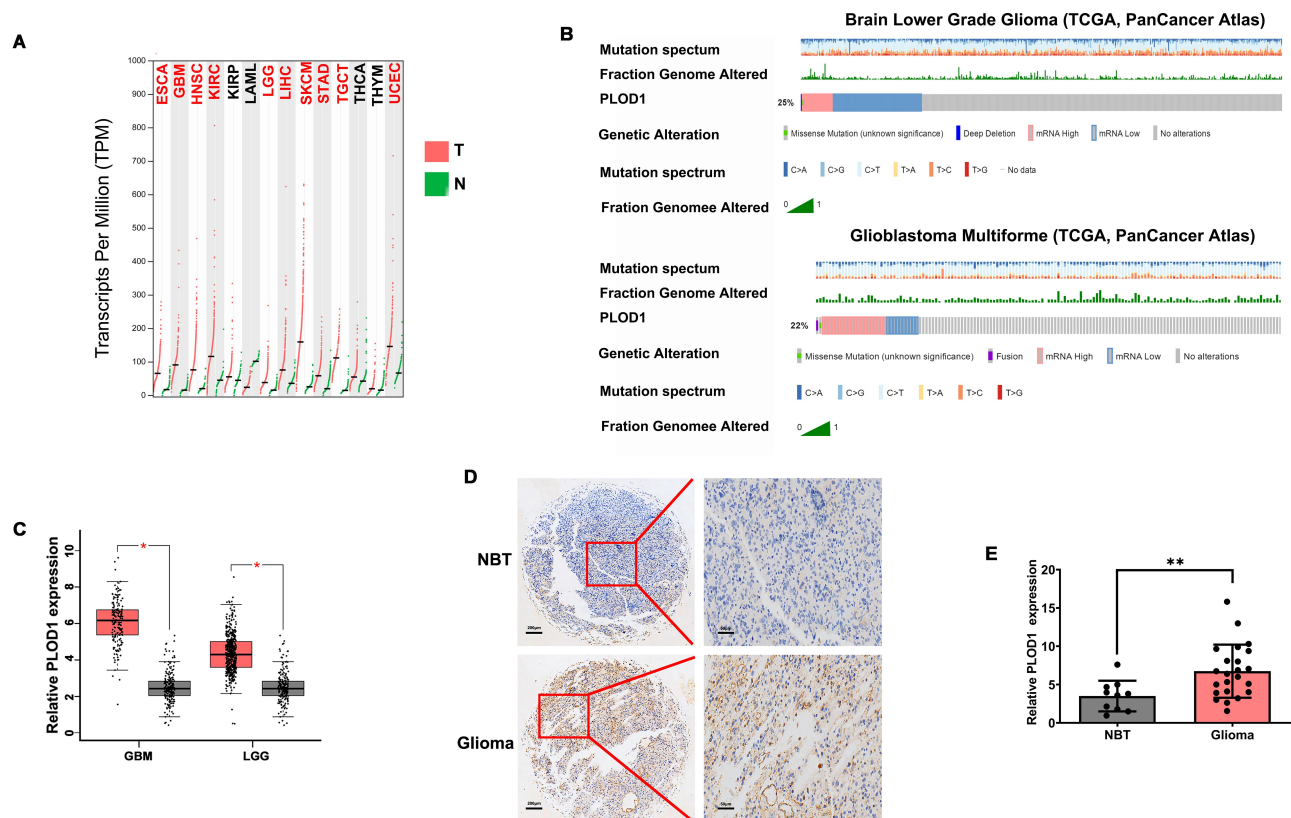 A
Transcripts Per Million (TPM)
1000
900
800
700
600
500
400
300
200
100
0
ESCA
GBM
HNSC
KIRC
KIRP
LAML
LGG
LIHC
SKCM
STAD
TGCT
THCA
THYM
UCEC
T
N
B
Brain Lower Grade Glioma (TCGA, PanCancer Atlas)
Mutation spectum
Fraction Genome Altered
PLOD1
25%
Genetic Alteration
Missense Mutation (unknown significance) Deep Deletion mRNA High mRNA Low No alterations
Mutation spectrum
C>A C>G C>T T>A T>C T>G No data
Fration Genomee Altered
0 1
Glioblastoma Multiforme (TCGA, PanCancer Atlas)
Mutation spectum
Fraction Genome Altered
PLOD1
22%
Genetic Alteration
Missense Mutation (unknown significance) Fusion mRNA High mRNA Low No alterations
Mutation spectrum
C>A C>G C>T T>A T>C T>G
Fration Genomee Altered
0 1
C
Relative PLOD1 expression
10
8
6
4
2
0
* *
GBM LGG
D
NBT
200μm 50μm
Glioma
200μm 50μm
E
Relative PLOD1 expression
20
15
10
5
0
**
NBT Glioma